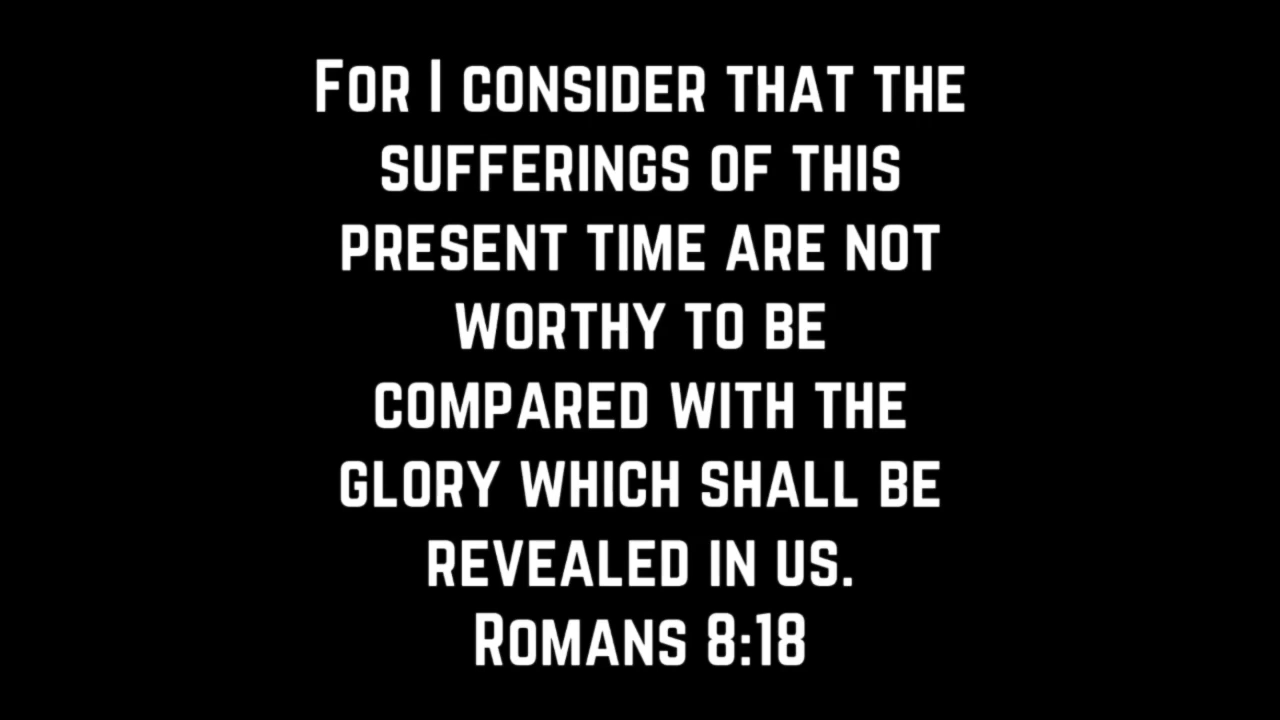 For I consider that the
sufferings of this
present time are not
worthy to be
compared with the
glory which shall be
revealed in us.
Romans 8:18